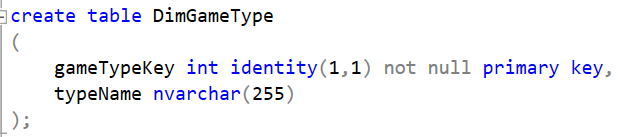 create table DimGameType
(
    gameTypeKey int identity(1,1) not null primary key,
    typeName nvarchar(255)
);